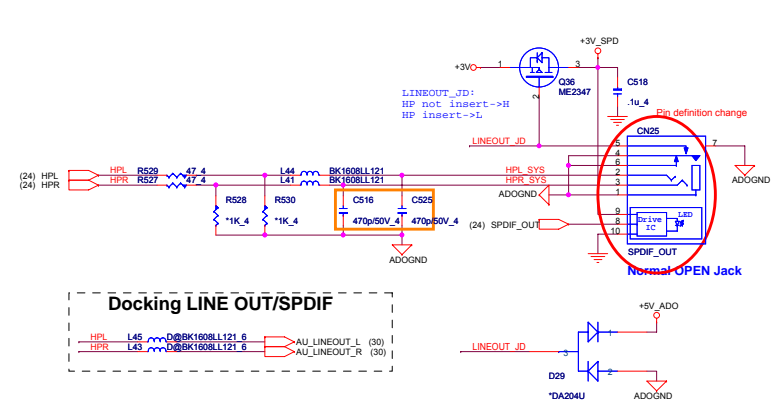 +3V_SPD
+3V
1
3
Q36
ME2347
2
C518
.1u_4
LINEOUT_JD:
HP not insert->H
HP insert->L
Pin definition change
CN25
LINEOUT_JD
5
4
6
2
3
1
7
ADOGND
(24) HPL
HPL
R529
47_4
L44
BK1608LL121
HPL_SYS
(24) HPR
HPR
R527
47_4
L41
BK1608LL121
HPR_SYS
ADOGND
R528
*1K_4
R530
*1K_4
C516
470p/50V_4
C525
470p/50V_4
ADOGND
(24) SPDIF_OUT
9
8
10
Drive
IC
LED
SPDIF_OUT
Normal OPEN Jack
Docking LINE OUT/SPDIF
HPL
L45
D@BK1608LL121_6
AU_LINEOUT_L (30)
HPR
L43
D@BK1608LL121_6
AU_LINEOUT_R (30)
+5V_ADO
LINEOUT_JD
3
1
2
D29
*DA204U
ADOGND